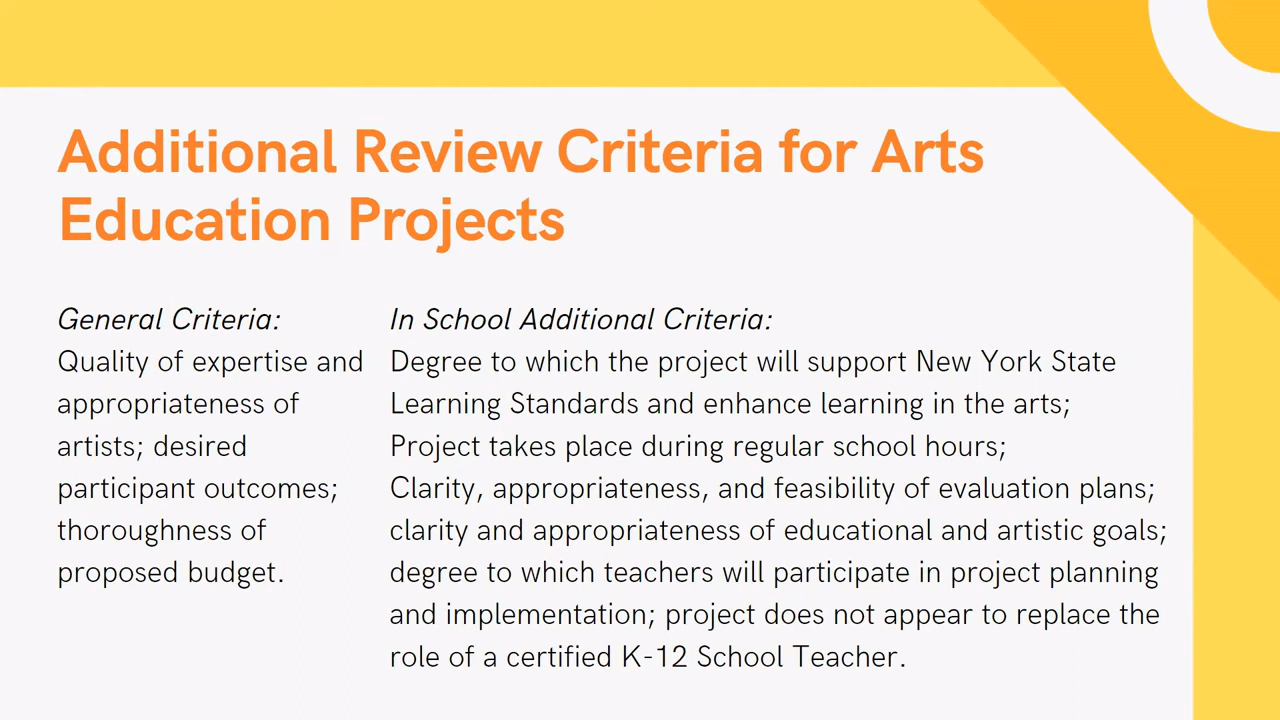 Additional Review Criteria for Arts
Education Projects
General Criteria:
Quality of expertise and
appropriateness of
artists; desired
participant outcomes;
thoroughness of
proposed budget.
In School Additional Criteria:
Degree to which the project will support New York State
Learning Standards and enhance learning in the arts;
Project takes place during regular school hours;
Clarity, appropriateness, and feasibility of evaluation plans;
clarity and appropriateness of educational and artistic goals;
degree to which teachers will participate in project planning
and implementation; project does not appear to replace the
role of a certified K-12 School Teacher.